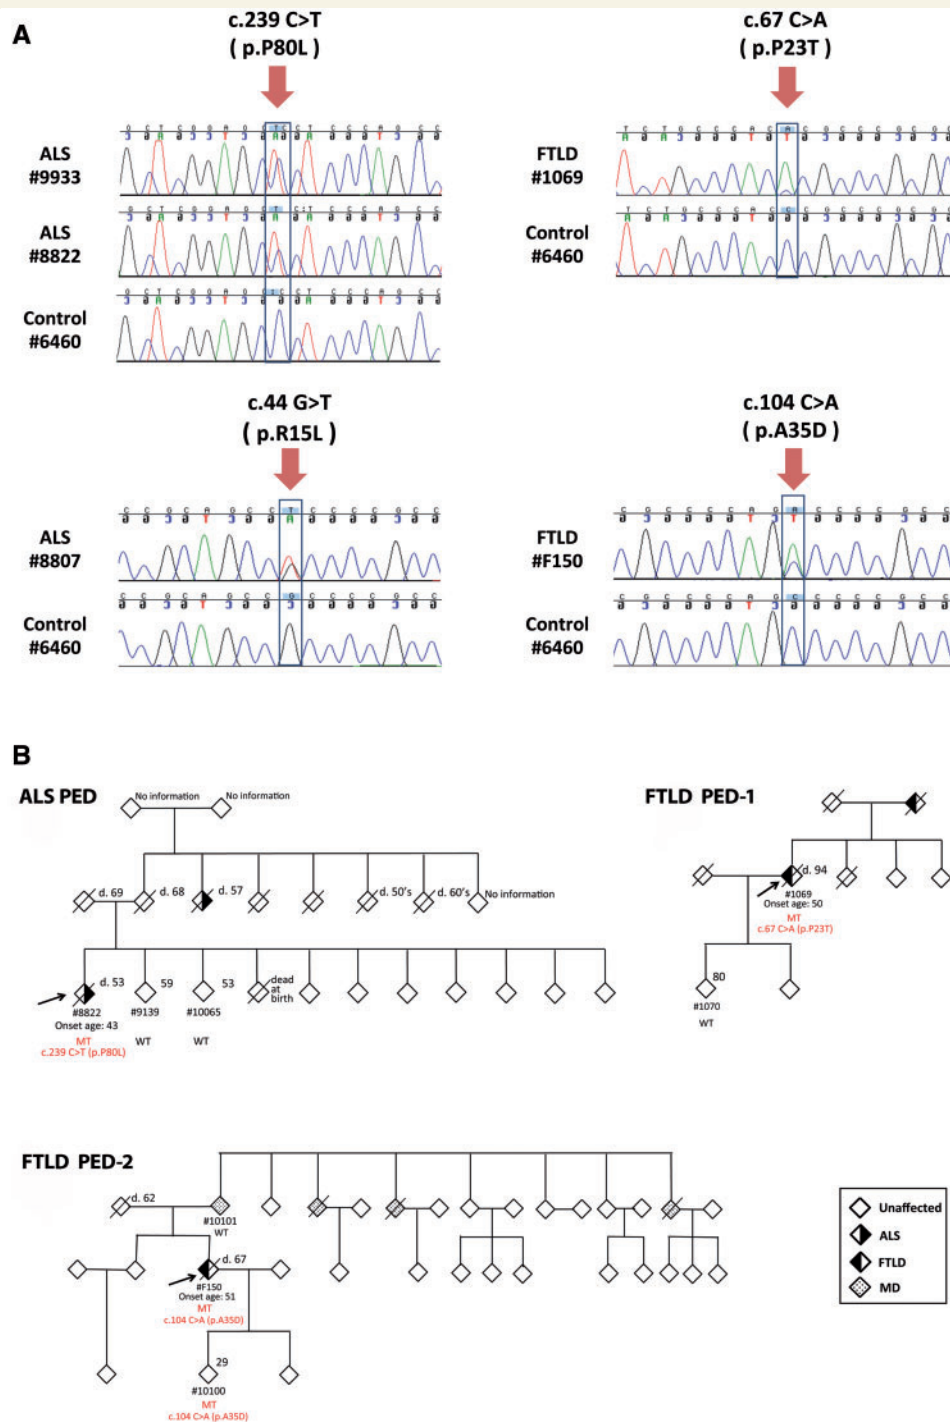 A
c.239 C>T
( p.P80L )
c.67 C>A
( p.P23T )
ALS
#9933
ALS
#8822
Control
#6460
FTLD
#1069
Control
#6460
c.44 G>T
( p.R15L )
c.104 C>A
( p.A35D )
ALS
#8807
Control
#6460
FTLD
#F150
Control
#6460
B
ALS PED
No information
No information
d. 69
d. 68
d. 57
d. 50's
d. 60's
No information
d. 53
59
53
dead
at
birth
#8822
Onset age: 43
MT
c.239 C>T (p.P80L)
#9139
WT
#10065
WT
FTLD PED-1
d. 94
#1069
Onset age: 50
MT
c.67 C>A (p.P23T)
80
#1070
WT
FTLD PED-2
d. 62
#10101
WT
d. 67
#F150
Onset age: 51
MT
c.104 C>A (p.A35D)
29
#10100
MT
c.104 C>A (p.A35D)
Unaffected
ALS
FTLD
MD